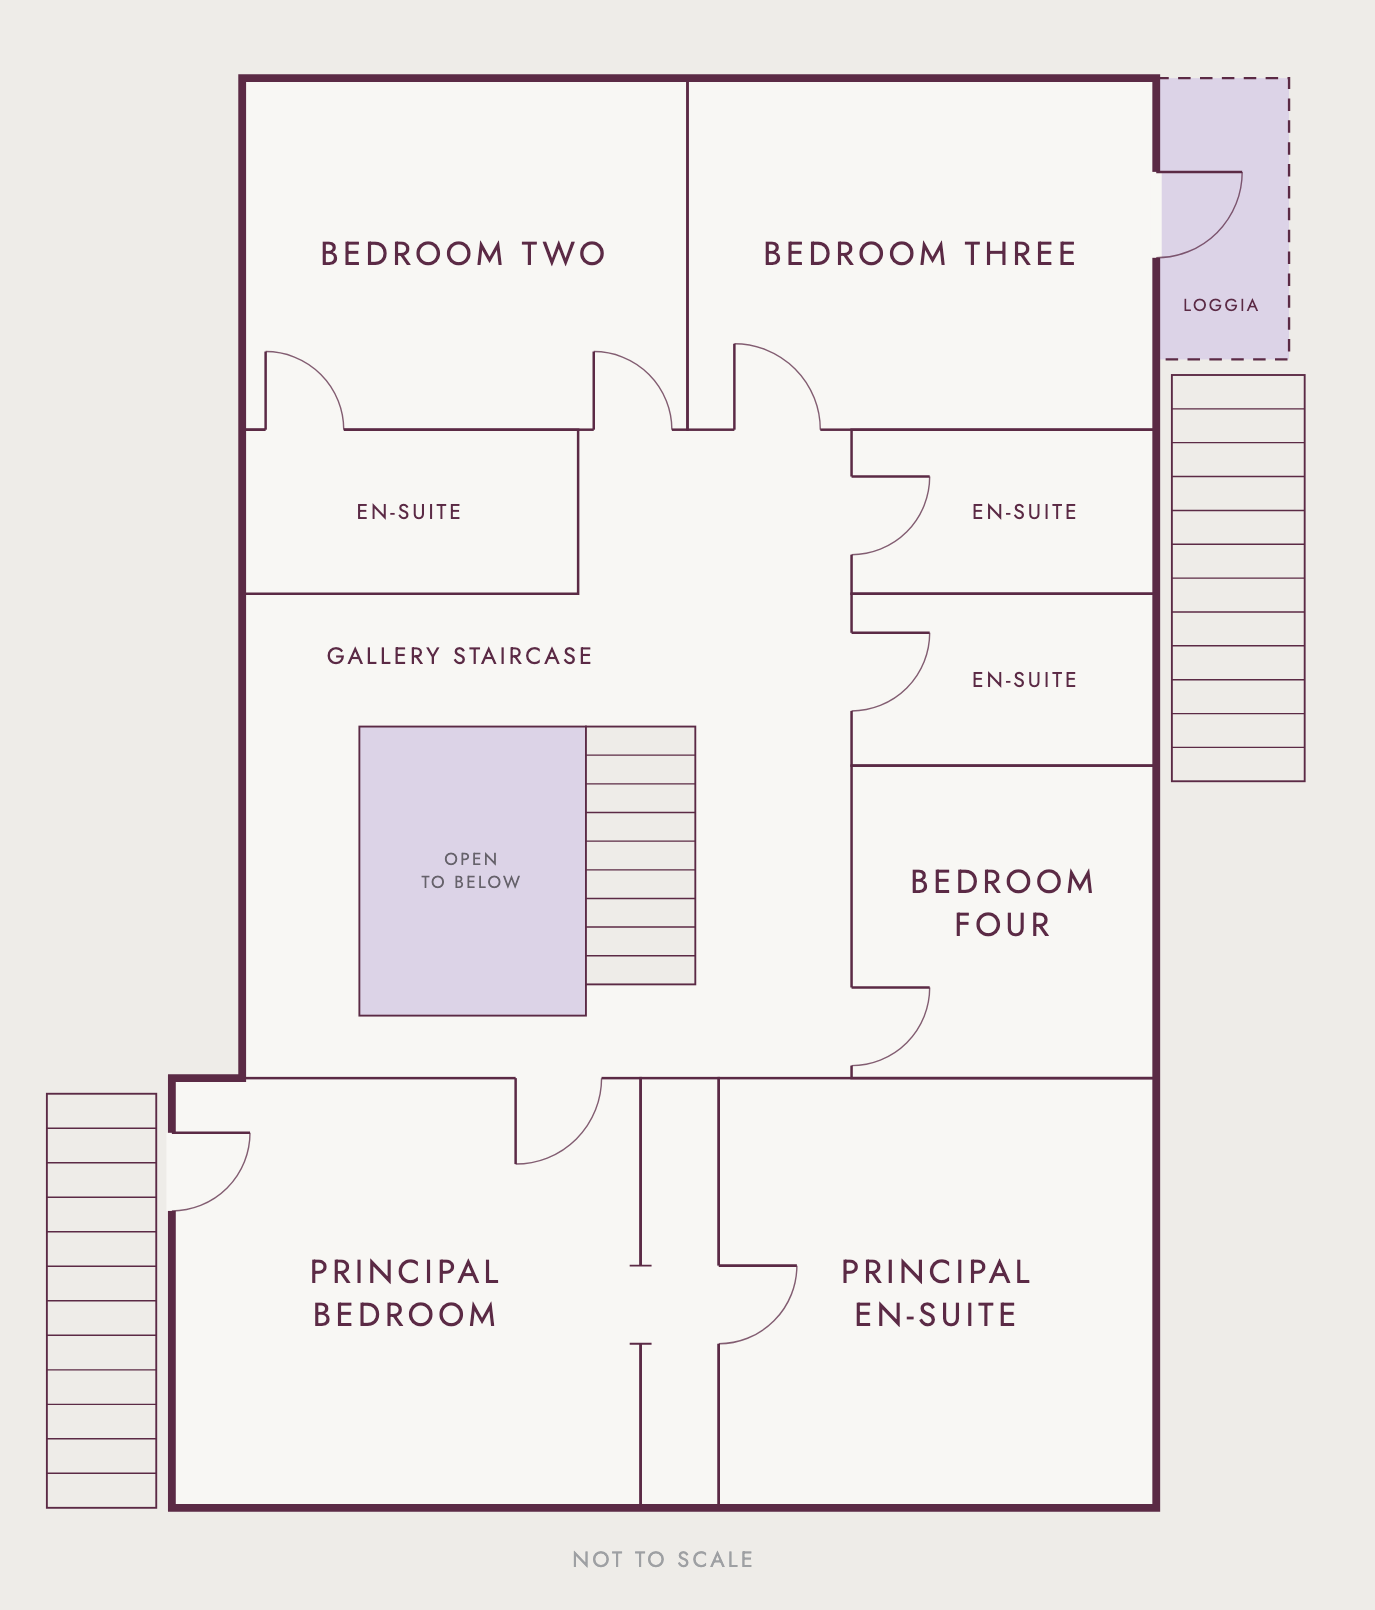 BEDROOM TWO
BEDROOM THREE
LOGGIA
EN-SUITE
EN-SUITE
GALLERY STAIRCASE
EN-SUITE
OPEN
TO BELOW
BEDROOM
FOUR
PRINCIPAL
BEDROOM
PRINCIPAL
EN-SUITE
NOT TO SCALE